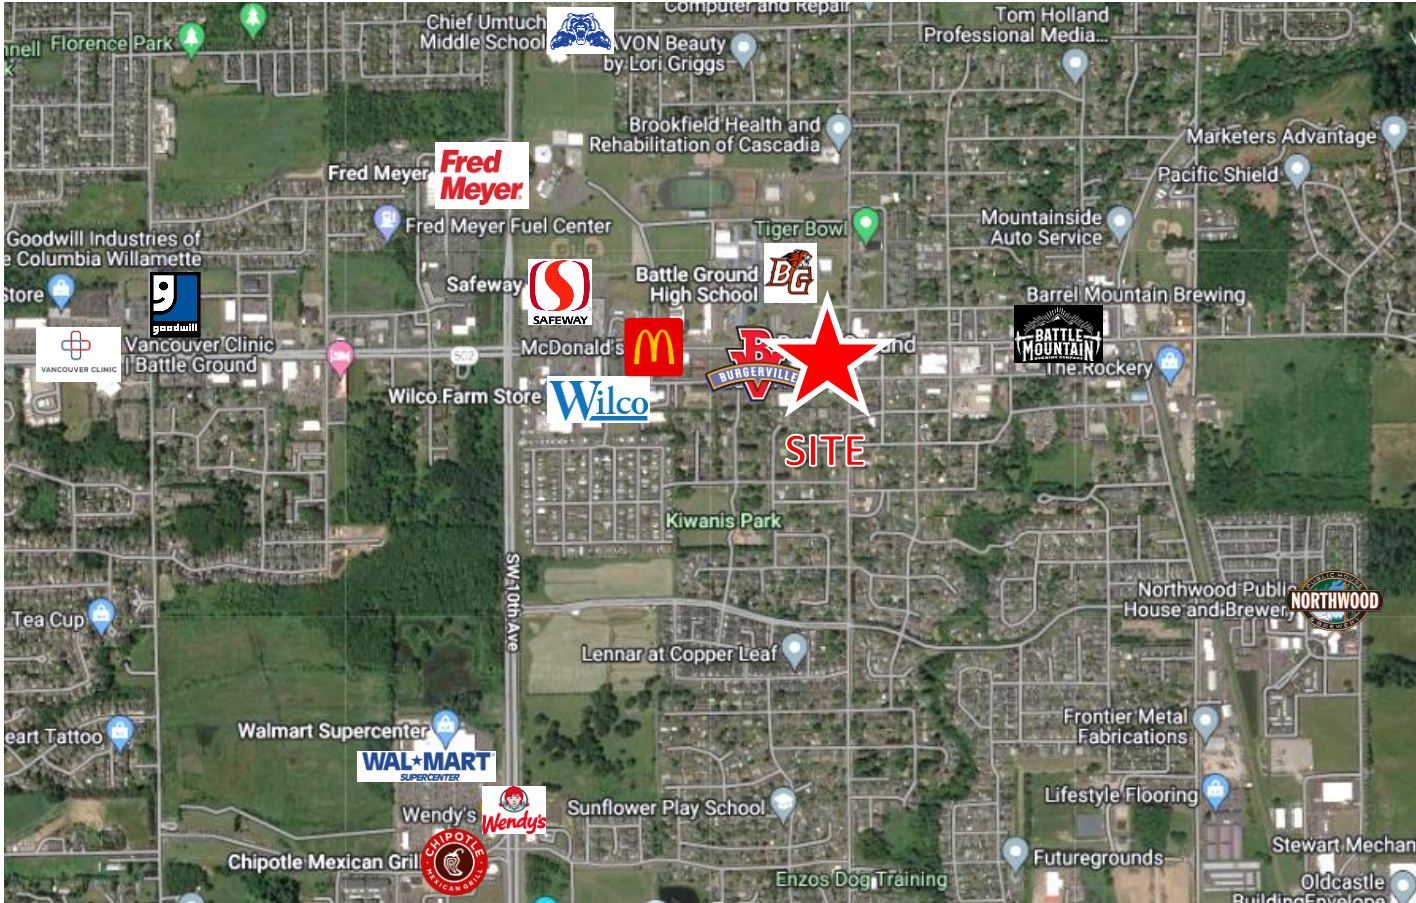 Computer and Repair
Chief Umtuch
Middle School
AVON Beauty
by Lori Griggs
Tom Holland
Professional Media...
Florence Park
Brookfield Health and
Rehabilitation of Cascadia
Marketers Advantage
Pacific Shield
Fred Meyer
Fred
Meyer
Fred Meyer Fuel Center
Tiger Bowl
Mountainside
Auto Service
Goodwill Industries of
Columbia Willamette
Store
goodwill
Safeway
SAFEWAY
Battle Ground
High School
BG
Barrel Mountain Brewing
BATTLE
MOUNTAIN
BREWING COMPANY
The Rockery
VANCOUVER CLINIC
Vancouver Clinic
| Battle Ground
502
McDonald's
BURGERVILLE
Wilco Farm Store
Wilco
SITE
Kiwanis Park
SW 10th Ave
Tea Cup
Northwood Public
House and Brewer
PUBLIC HOUSE
NORTHWOOD
& BREWERY
Lennar at Copper Leaf
Walmart Supercenter
WAL★MART
SUPERCENTER
Frontier Metal
Fabrications
Tattoo
Wendy's
Wendy's
Sunflower Play School
Lifestyle Flooring
Chipotle Mexican Gril
CHIPOTLE
MEXICAN GRILL
Futuregrounds
Stewart Mechan
Enzos Dog Training
Oldcastle
BuildingEnvelope